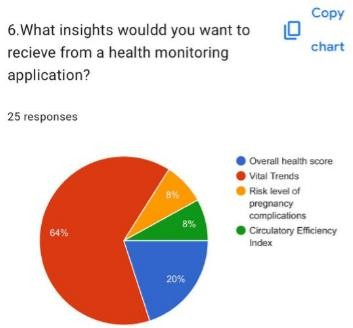 6.What insights wouldd you want to
recieve from a health monitoring
application?
Copy
chart
25 responses
64%
8%
8%
20%
Overall health score
Vital Trends
Risk level of
pregnancy
complications
Circulatory Efficiency
Index